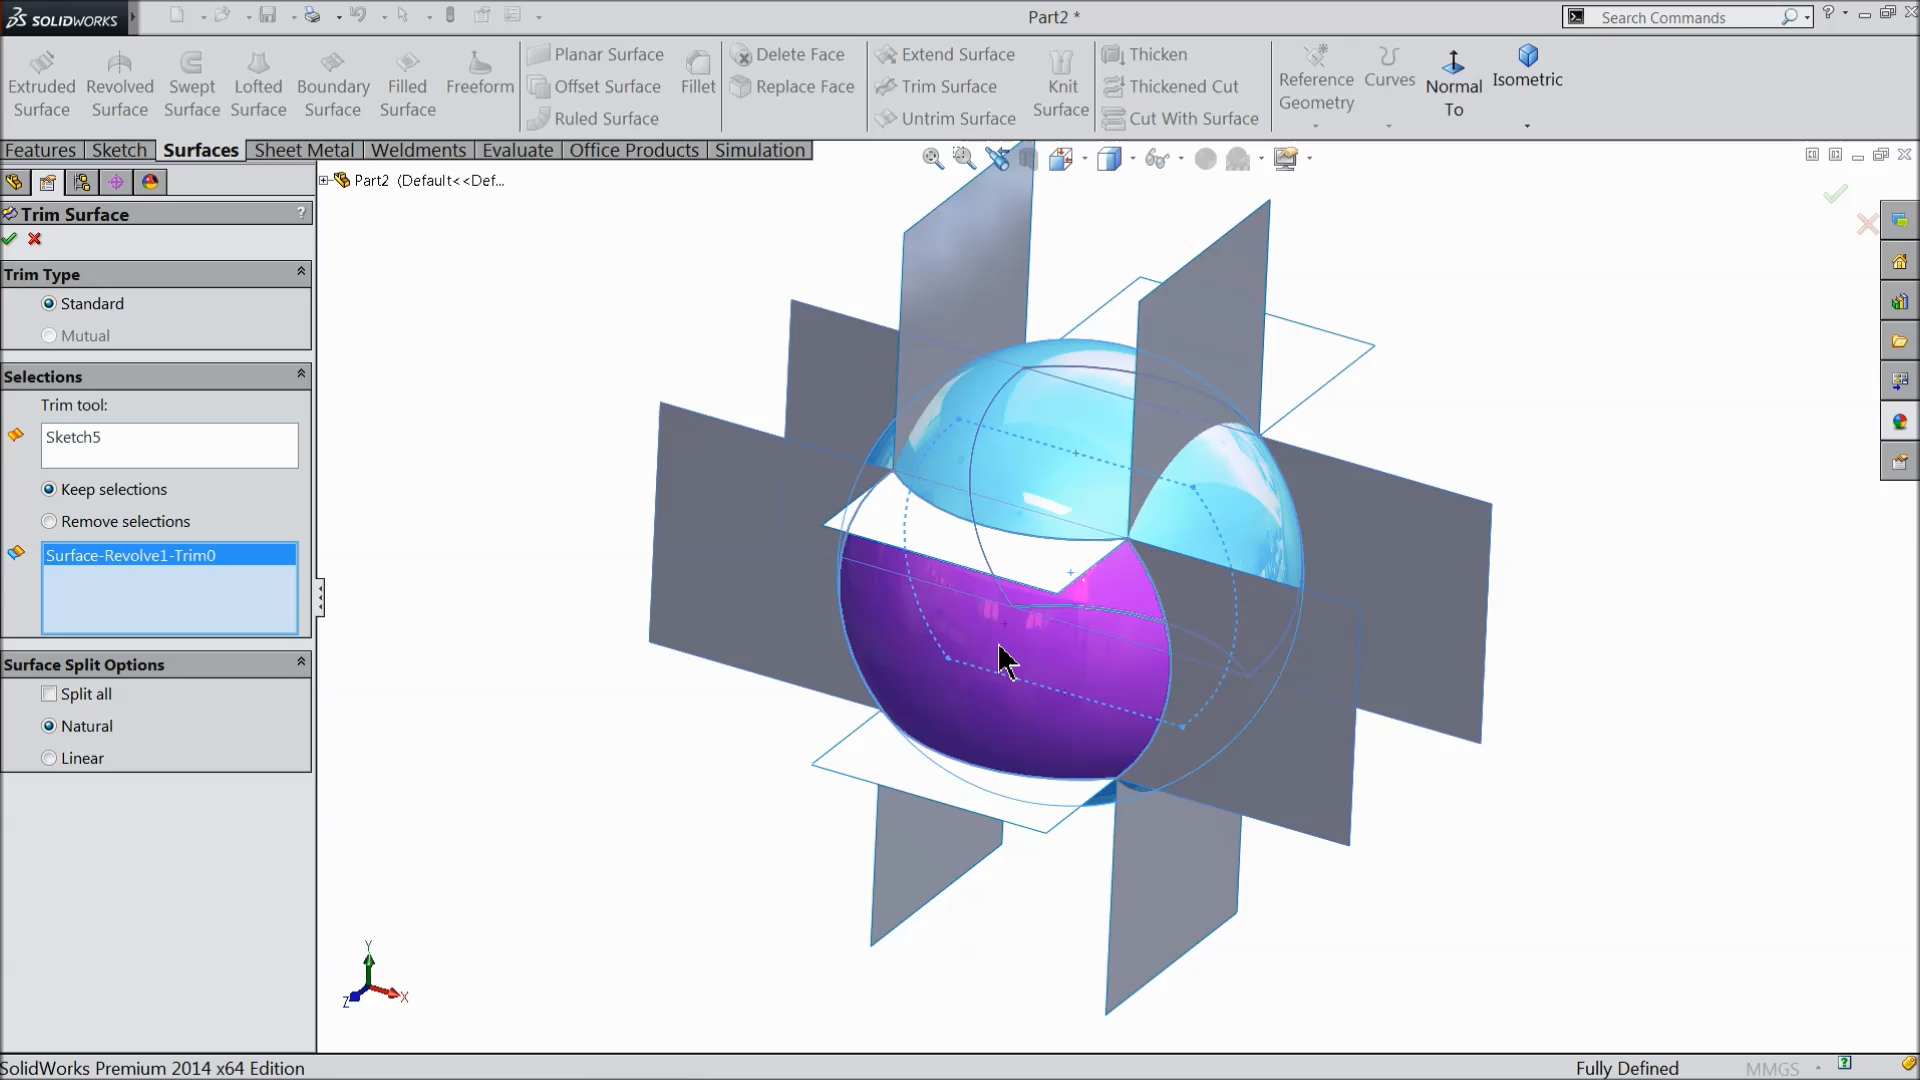 SOLIDWORKS
Part2 *
Search Commands
?
Extruded Surface
Revolved Surface
Swept Surface
Lofted Surface
Boundary Surface
Filled Surface
Freeform
Planar Surface
Offset Surface
Ruled Surface
Fillet
Delete Face
Replace Face
Extend Surface
Trim Surface
Untrim Surface
Knit Surface
Thicken
Thickened Cut
Cut With Surface
Reference Geometry
Curves
Normal To
Isometric
Features
Sketch
Surfaces
Sheet Metal
Weldments
Evaluate
Office Products
Simulation
Part2 (Default<<Def...
Trim Surface
?
Trim Type
Standard
Mutual
Selections
Trim tool:
Sketch5
Keep selections
Remove selections
Surface-Revolve1-Trim0
Surface Split Options
Split all
Natural
Linear
Y
X
Z
SolidWorks Premium 2014 x64 Edition
Fully Defined
MMGS
?